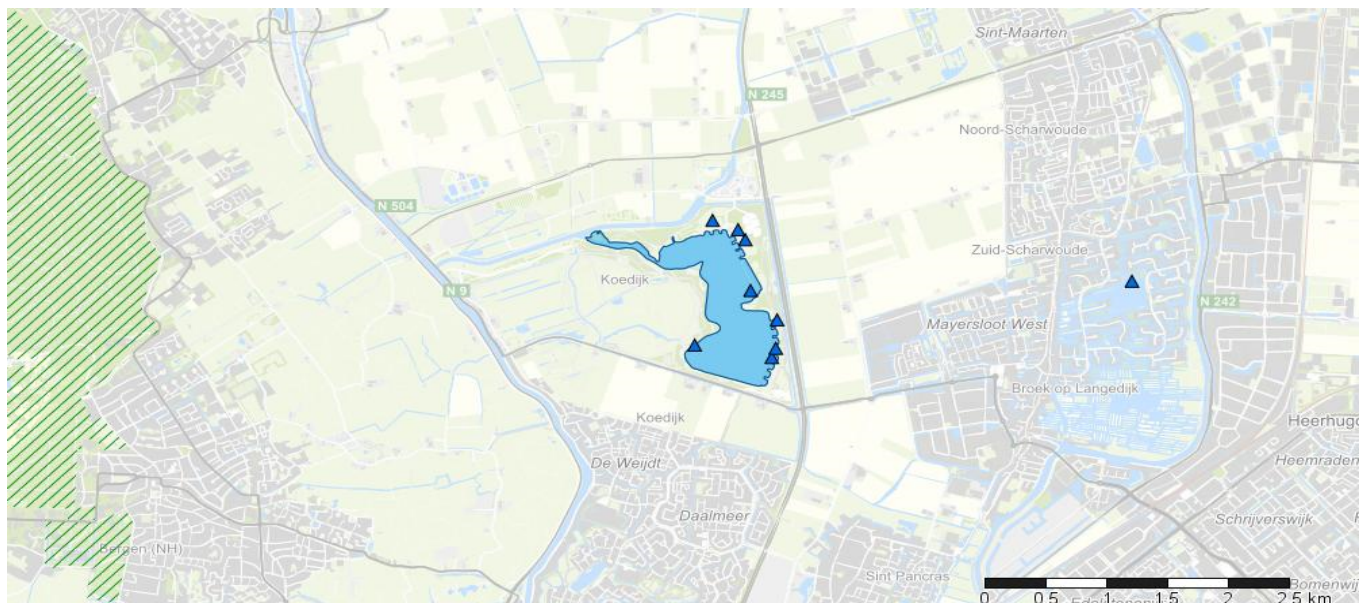 Sint-Maarten
N 245
Noord-Scharwoude
N 504
Zuid-Scharwoude
Koedijk
N 9
N 242
Mayersloot West
Broek op Langedijk
Koedijk
Heerhugo
De Weijdt
Heemraden
Daalmeer
Schrijverswijk
Bergen (NH)
Sint Pancras
Bomenwij
0 0.5 1 1.5 2 2.5 km